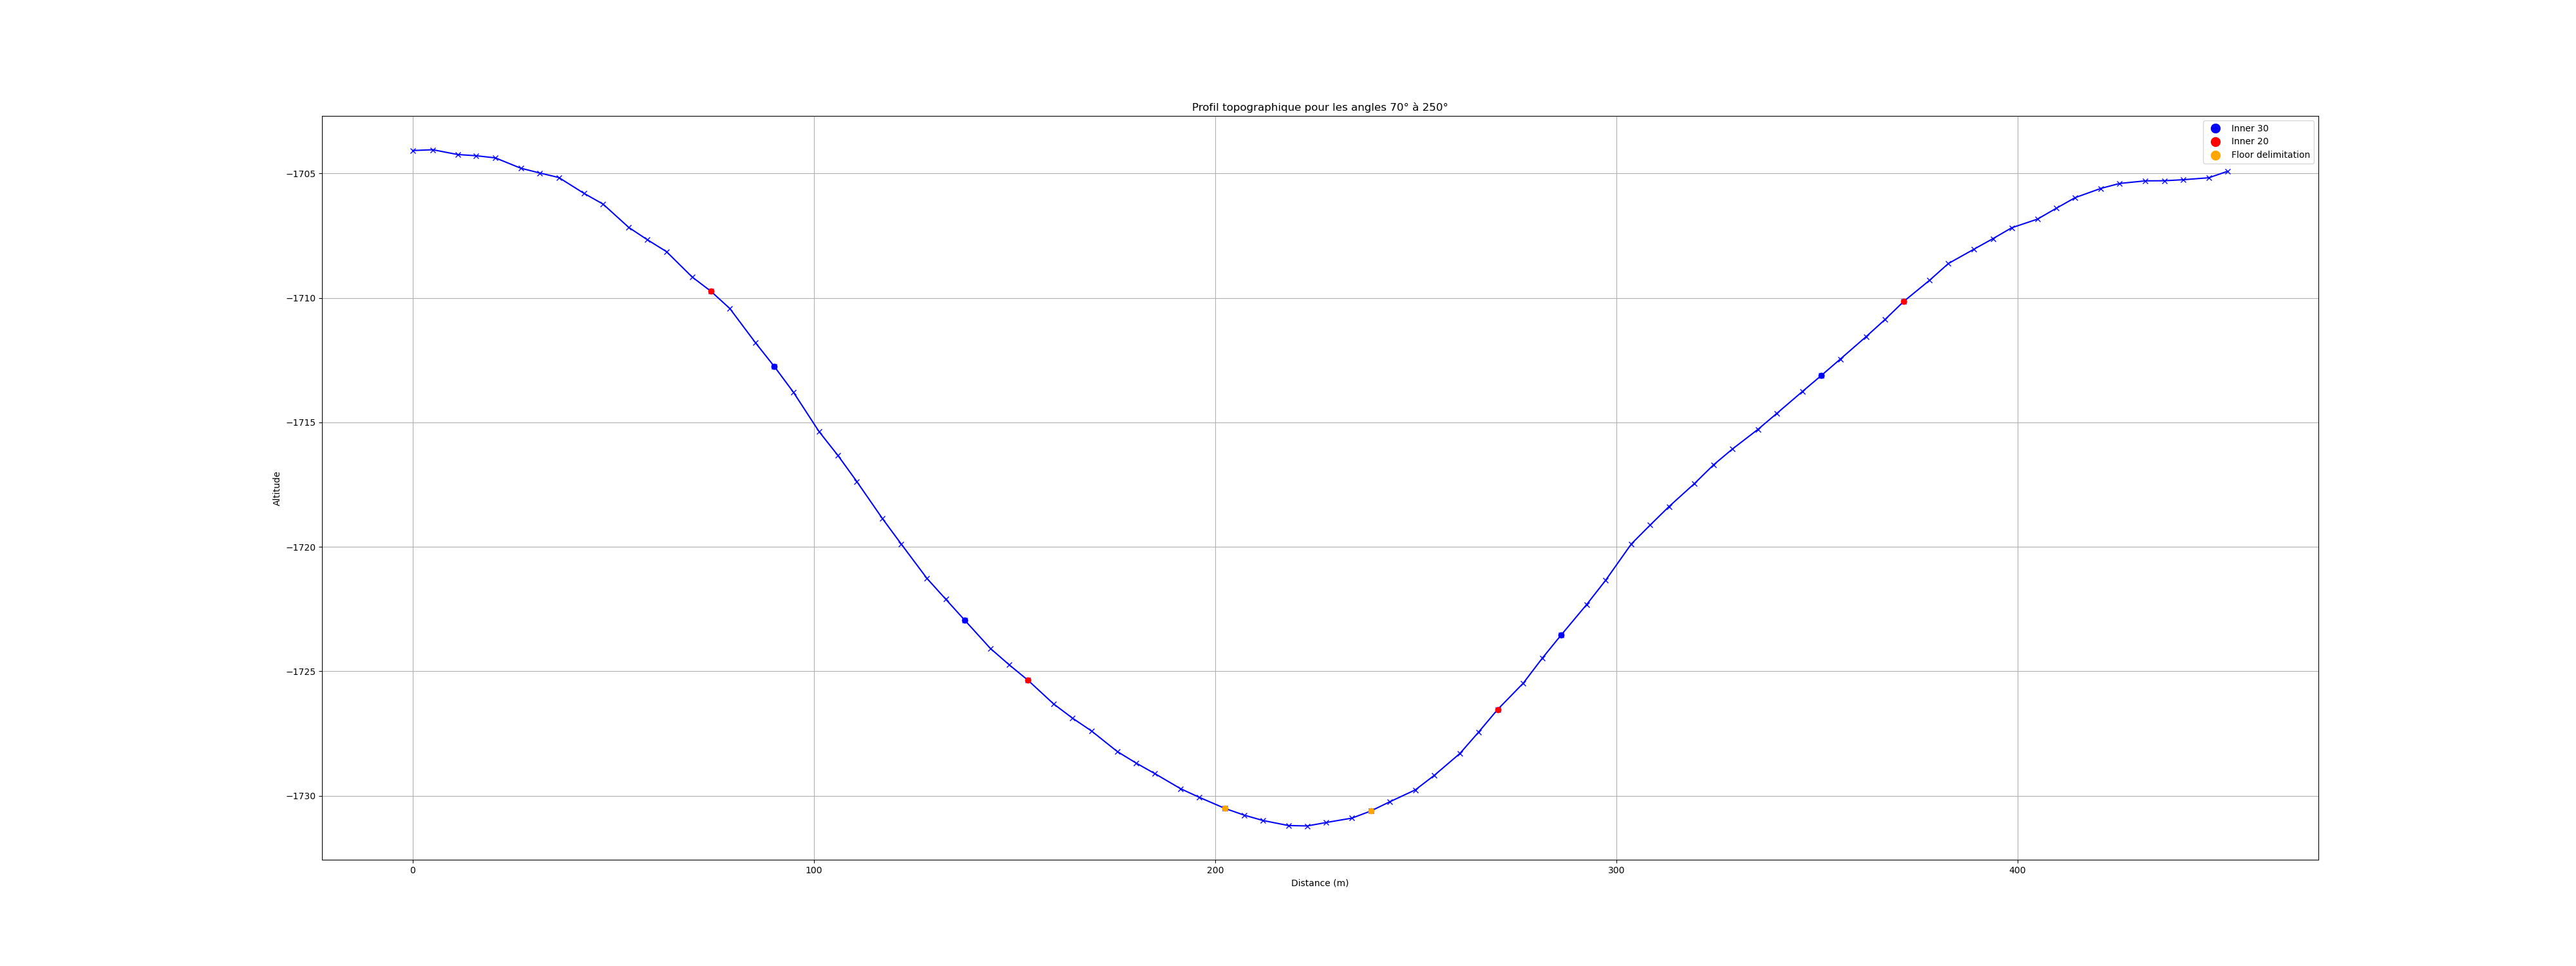 Profil topographique pour les angles 70° à 250°
Inner 30
Inner 20
Floor delimitation
Altitude
−1705
−1710
−1715
−1720
−1725
−1730
0 100 200 300 400
Distance (m)